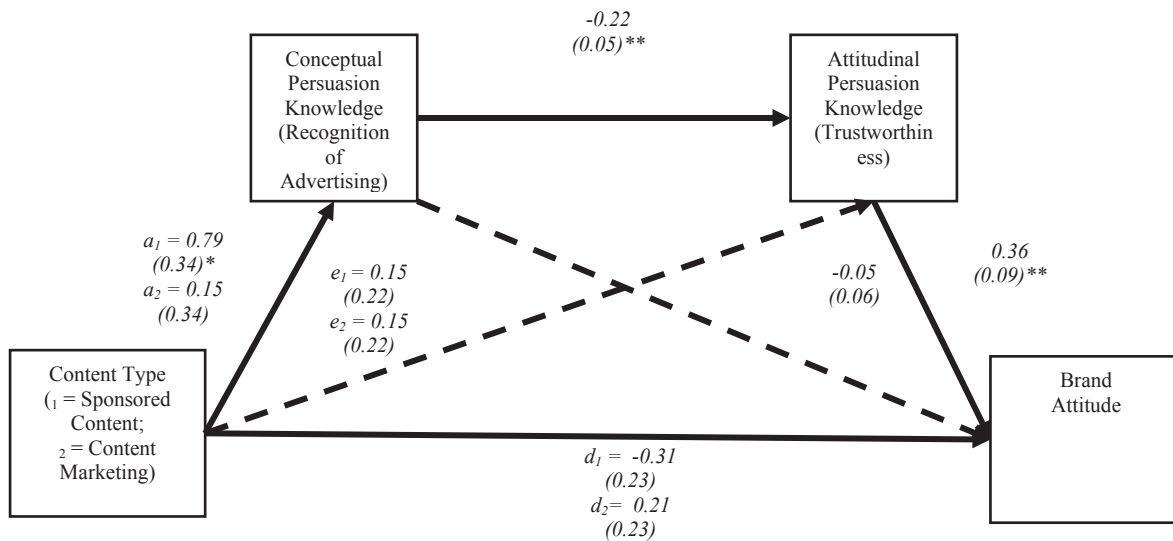 -0.22
(0.05)**
Conceptual
Persuasion
Knowledge
(Recognition
of
Advertising)
Attitudinal
Persuasion
Knowledge
(Trustworthin
ess)
a₁ = 0.79
(0.34)*
a₂ = 0.15
(0.34)
e₁ = 0.15
(0.22)
e₂ = 0.15
(0.22)
-0.05
(0.06)
0.36
(0.09)**
Content Type
(₁ = Sponsored
Content;
₂ = Content
Marketing)
Brand
Attitude
d₁ = -0.31
(0.23)
d₂= 0.21
(0.23)